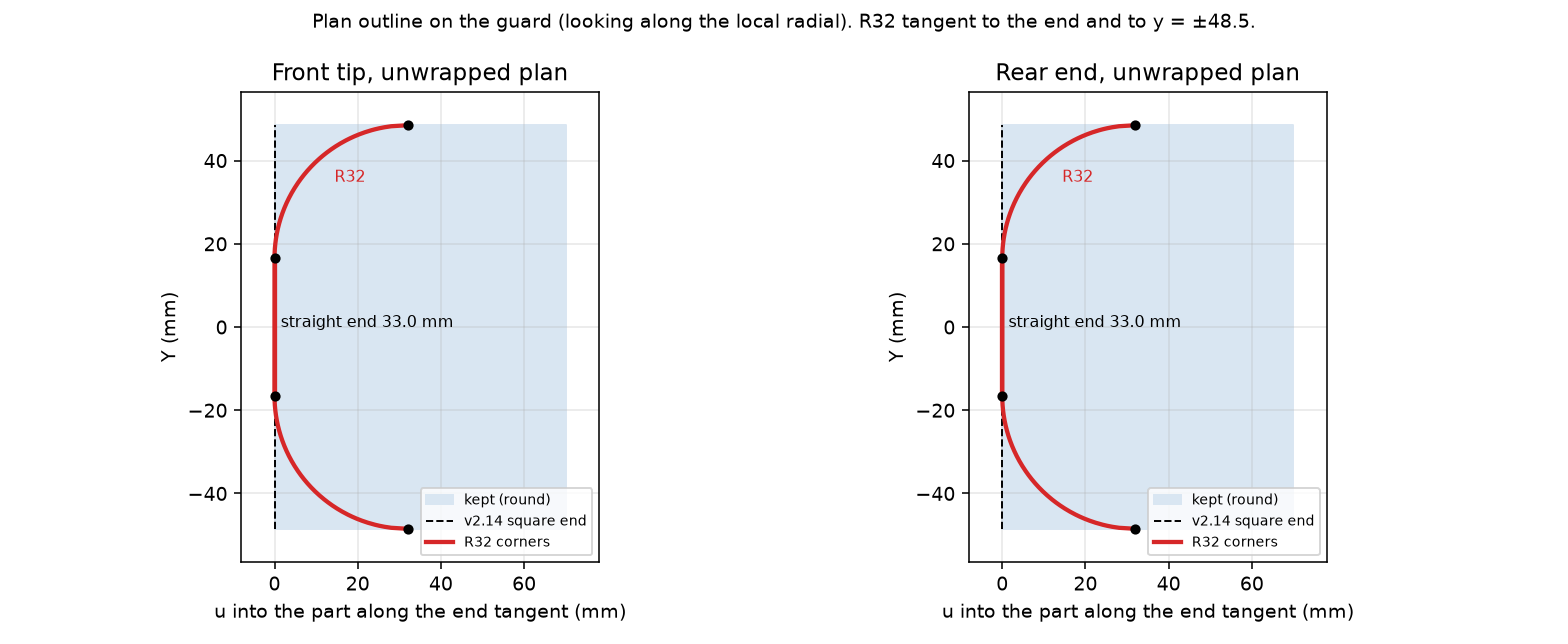 Plan outline on the guard (looking along the local radial). R32 tangent to the end and to y = ±48.5.
Front tip, unwrapped plan
Y (mm)
40
20
0
−20
−40
R32
straight end 33.0 mm
kept (round)
v2.14 square end
R32 corners
0 20 40 60
u into the part along the end tangent (mm)
Rear end, unwrapped plan
Y (mm)
40
20
0
−20
−40
R32
straight end 33.0 mm
kept (round)
v2.14 square end
R32 corners
0 20 40 60
u into the part along the end tangent (mm)